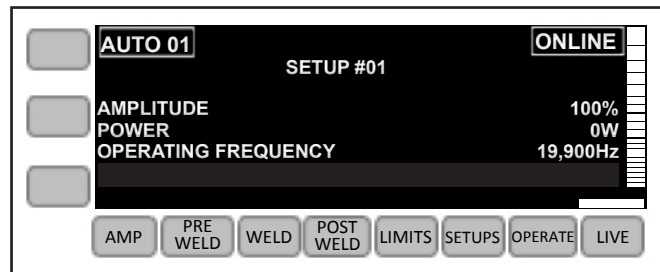 AUTO 01 ONLINE
SETUP #01
AMPLITUDE 100%
POWER 0W
OPERATING FREQUENCY 19,900Hz
AMP PRE WELD WELD POST WELD LIMITS SETUPS OPERATE LIVE